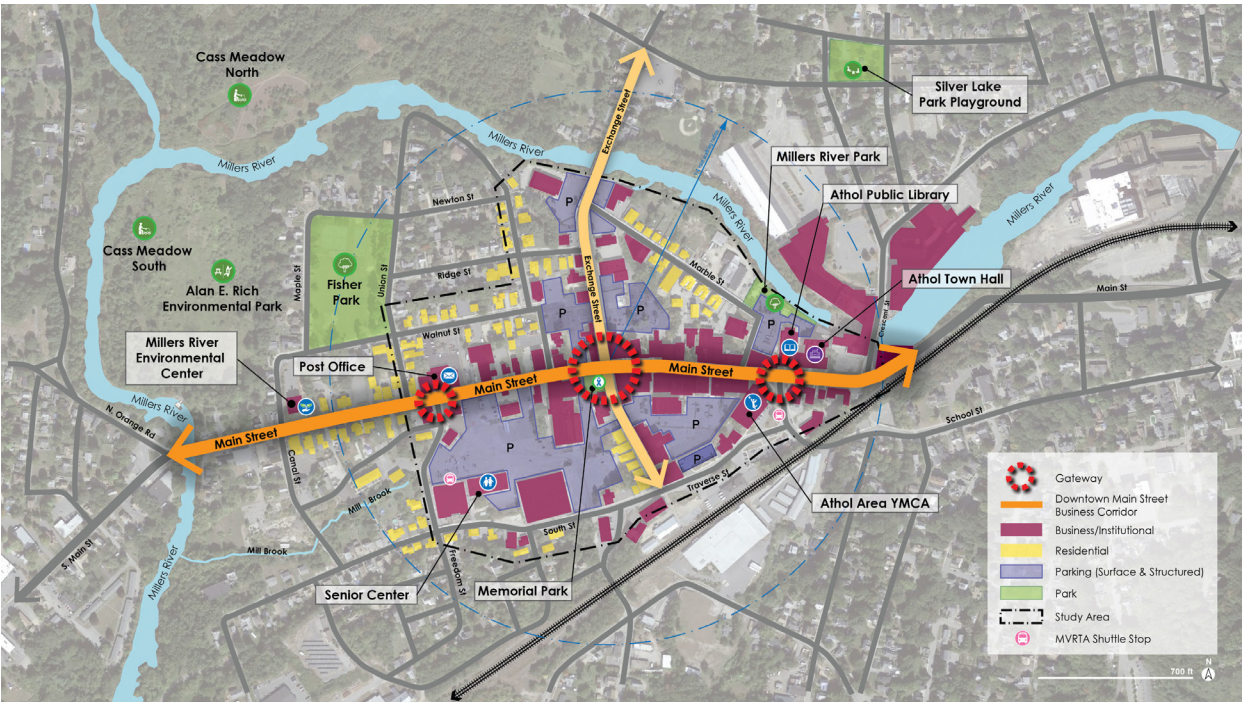 Cass Meadow
North
Silver Lake
Park Playground
Millers River
Exchange Street
Millers River
Millers River Park
Athol Public Library
Millers River
Newton St
P
Millers River
Cass Meadow
South
Alan E. Rich
Environmental Park
Maple St
Fisher
Park
Union St
Ridge St
Exchange Street
Marble St
Athol Town Hall
Main St
Crescent St
Walnut St
P
P
P
Millers River
Environmental
Center
Post Office
Main Street
Main Street
Millers River
N. Orange Rd
Main Street
School St
P
P
Canal St
Mill Brook
P
Traverse St
Athol Area YMCA
South St
Mill Brook
S. Main St
Millers River
Freedom St
Senior Center
Memorial Park
Gateway
Downtown Main Street
Business Corridor
Business/Institutional
Residential
Parking (Surface & Structured)
Park
Study Area
MVRTA Shuttle Stop
700 ft
N